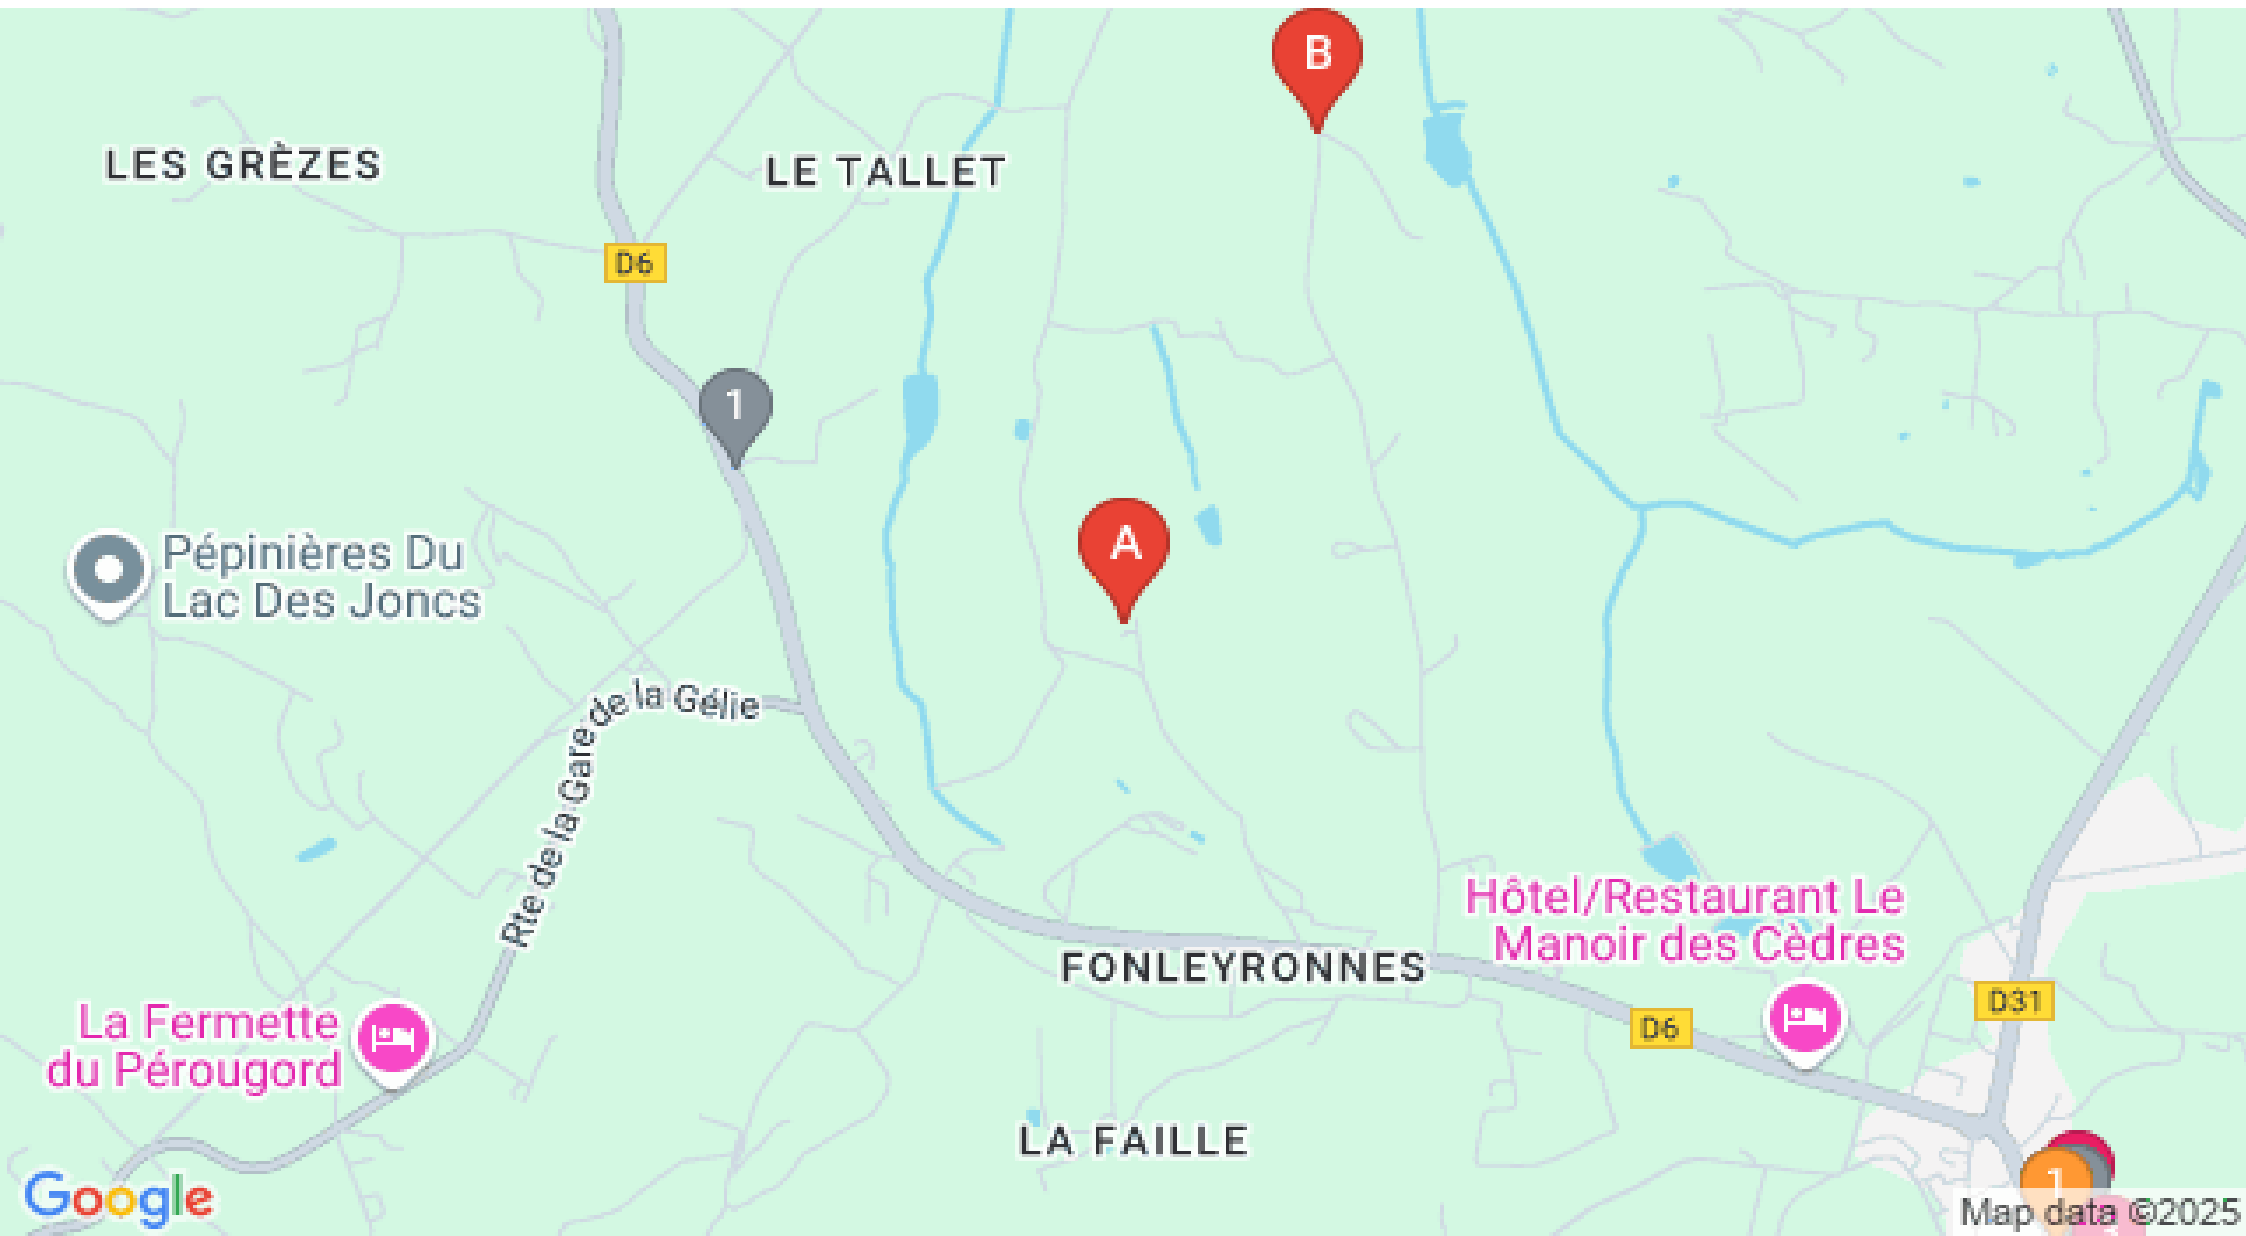 B
LES GRÈZES
LE TALLET
D6
1
A
Pépinières Du
Lac Des Joncs
Rte de la Gare de la Gélie
Hôtel/Restaurant Le
Manoir des Cèdres
FONLEYRONNES
D31
D6
La Fermette
du Pérougord
LA FAILLE
1
Google
Map data ©2025